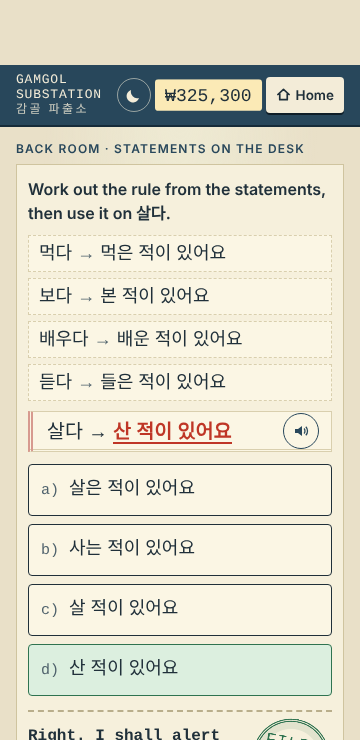 GAMGOL
SUBSTATION
감골 파출소
₩325,300
Home
BACK ROOM · STATEMENTS ON THE DESK
Work out the rule from the statements,
then use it on 살다.
먹다 → 먹은 적이 있어요
보다 → 본 적이 있어요
배우다 → 배운 적이 있어요
듣다 → 들은 적이 있어요
살다 → 산 적이 있어요
a) 살은 적이 있어요
b) 사는 적이 있어요
c) 살 적이 있어요
d) 산 적이 있어요
Right. I shall alert